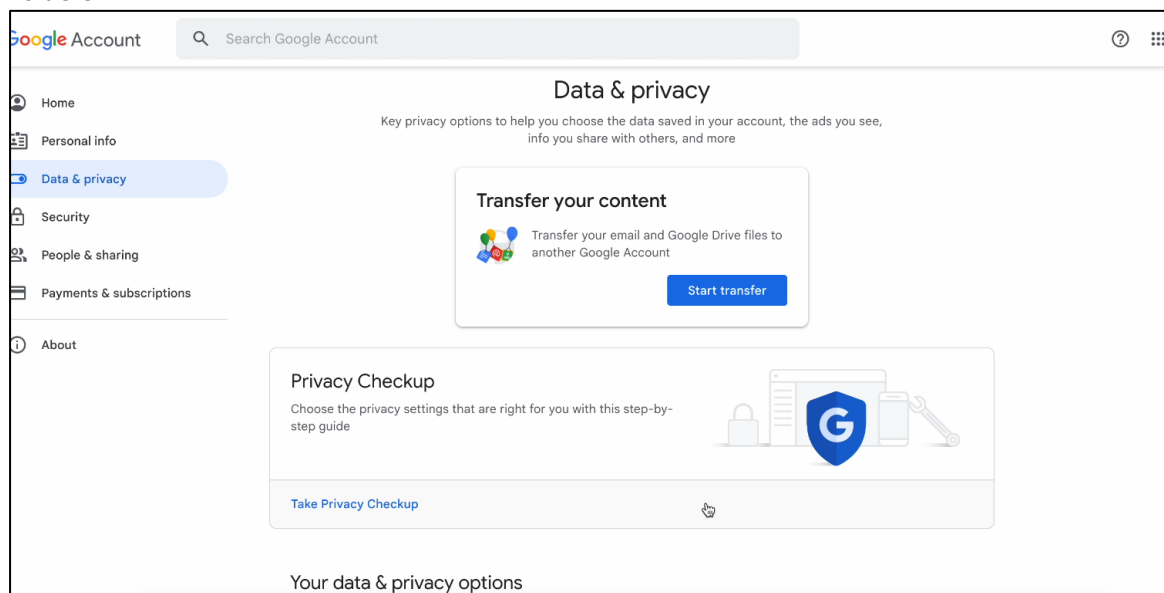 Google Account
Search Google Account
Home
Personal info
Data & privacy
Security
People & sharing
Payments & subscriptions
About
Data & privacy
Key privacy options to help you choose the data saved in your account, the ads you see,
info you share with others, and more
Transfer your content
Transfer your email and Google Drive files to
another Google Account
Start transfer
Privacy Checkup
Choose the privacy settings that are right for you with this step-by-
step guide
G
Take Privacy Checkup
Your data & privacy options